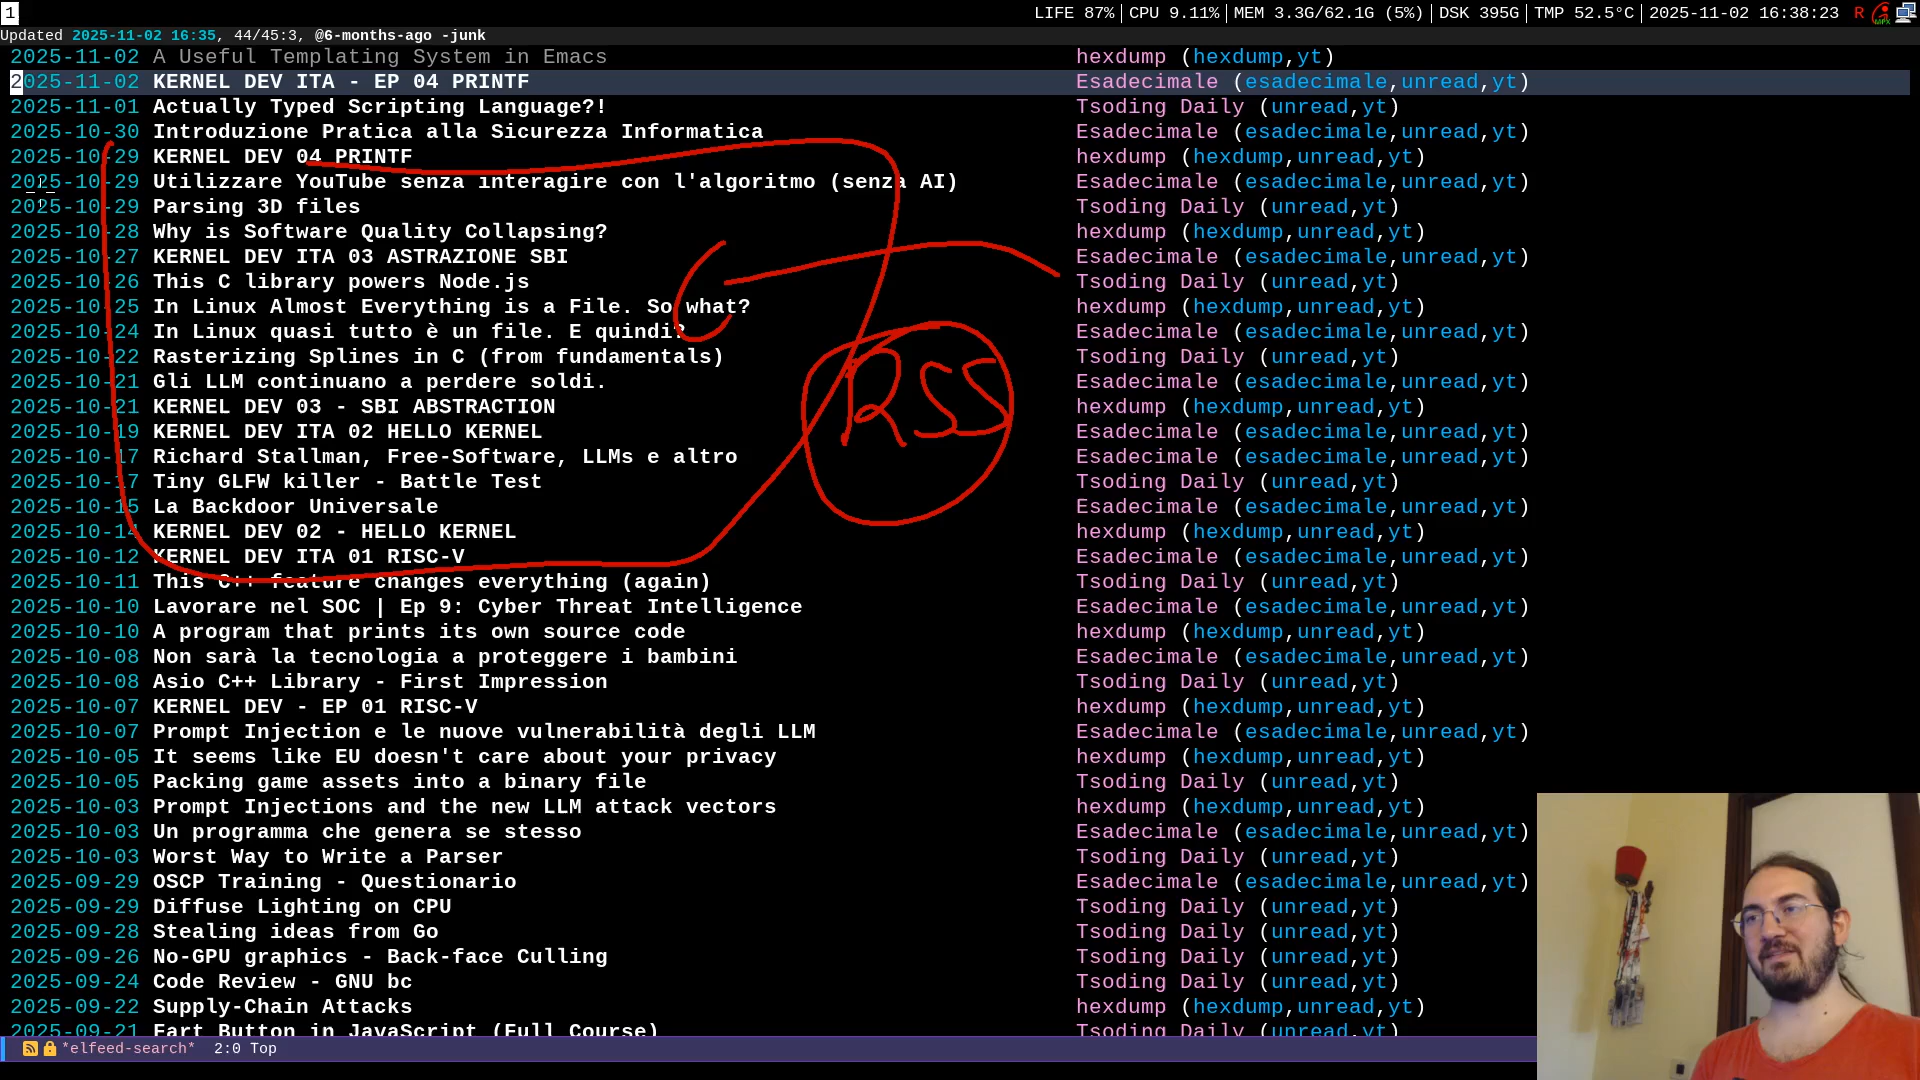 1 LIFE 87% | CPU 9.11% | MEM 3.3G/62.1G (5%) | DSK 395G | TMP 52.5°C | 2025-11-02 16:38:23 R
Updated 2025-11-02 16:35, 44/45:3, @6-months-ago -junk
2025-11-02 A Useful Templating System in Emacs hexdump (hexdump,yt)
2025-11-02 KERNEL DEV ITA - EP 04 PRINTF Esadecimale (esadecimale,unread,yt)
2025-11-01 Actually Typed Scripting Language?! Tsoding Daily (unread,yt)
2025-10-30 Introduzione Pratica alla Sicurezza Informatica Esadecimale (esadecimale,unread,yt)
2025-10-29 KERNEL DEV 04 PRINTF hexdump (hexdump,unread,yt)
2025-10-29 Utilizzare YouTube senza interagire con l'algoritmo (senza AI) Esadecimale (esadecimale,unread,yt)
2025-10-29 Parsing 3D files Tsoding Daily (unread,yt)
2025-10-28 Why is Software Quality Collapsing? hexdump (hexdump,unread,yt)
2025-10-27 KERNEL DEV ITA 03 ASTRAZIONE SBI Esadecimale (esadecimale,unread,yt)
2025-10-26 This C library powers Node.js Tsoding Daily (unread,yt)
2025-10-25 In Linux Almost Everything is a File. So what? hexdump (hexdump,unread,yt)
2025-10-24 In Linux quasi tutto è un file. E quindi? Esadecimale (esadecimale,unread,yt)
2025-10-22 Rasterizing Splines in C (from fundamentals) Tsoding Daily (unread,yt)
2025-10-21 Gli LLM continuano a perdere soldi. Esadecimale (esadecimale,unread,yt)
RSS
2025-10-21 KERNEL DEV 03 - SBI ABSTRACTION hexdump (hexdump,unread,yt)
2025-10-19 KERNEL DEV ITA 02 HELLO KERNEL Esadecimale (esadecimale,unread,yt)
2025-10-17 Richard Stallman, Free-Software, LLMs e altro Esadecimale (esadecimale,unread,yt)
2025-10-17 Tiny GLFW killer - Battle Test Tsoding Daily (unread,yt)
2025-10-15 La Backdoor Universale Esadecimale (esadecimale,unread,yt)
2025-10-14 KERNEL DEV 02 - HELLO KERNEL hexdump (hexdump,unread,yt)
2025-10-12 KERNEL DEV ITA 01 RISC-V Esadecimale (esadecimale,unread,yt)
2025-10-11 This C++ feature changes everything (again) Tsoding Daily (unread,yt)
2025-10-10 Lavorare nel SOC | Ep 9: Cyber Threat Intelligence Esadecimale (esadecimale,unread,yt)
2025-10-10 A program that prints its own source code hexdump (hexdump,unread,yt)
2025-10-08 Non sarà la tecnologia a proteggere i bambini Esadecimale (esadecimale,unread,yt)
2025-10-08 Asio C++ Library - First Impression Tsoding Daily (unread,yt)
2025-10-07 KERNEL DEV - EP 01 RISC-V hexdump (hexdump,unread,yt)
2025-10-07 Prompt Injection e le nuove vulnerabilità degli LLM Esadecimale (esadecimale,unread,yt)
2025-10-05 It seems like EU doesn't care about your privacy hexdump (hexdump,unread,yt)
2025-10-05 Packing game assets into a binary file Tsoding Daily (unread,yt)
2025-10-03 Prompt Injections and the new LLM attack vectors hexdump (hexdump,unread,yt)
2025-10-03 Un programma che genera se stesso Esadecimale (esadecimale,unread,yt)
2025-10-03 Worst Way to Write a Parser Tsoding Daily (unread,yt)
2025-09-29 OSCP Training - Questionario Esadecimale (esadecimale,unread,yt)
2025-09-29 Diffuse Lighting on CPU Tsoding Daily (unread,yt)
2025-09-28 Stealing ideas from Go Tsoding Daily (unread,yt)
2025-09-26 No-GPU graphics - Back-face Culling Tsoding Daily (unread,yt)
2025-09-24 Code Review - GNU bc Tsoding Daily (unread,yt)
2025-09-22 Supply-Chain Attacks hexdump (hexdump,unread,yt)
2025-09-21 Fart Button in JavaScript (Full Course) Tsoding Daily (unread,yt)
*elfeed-search* 2:0 Top